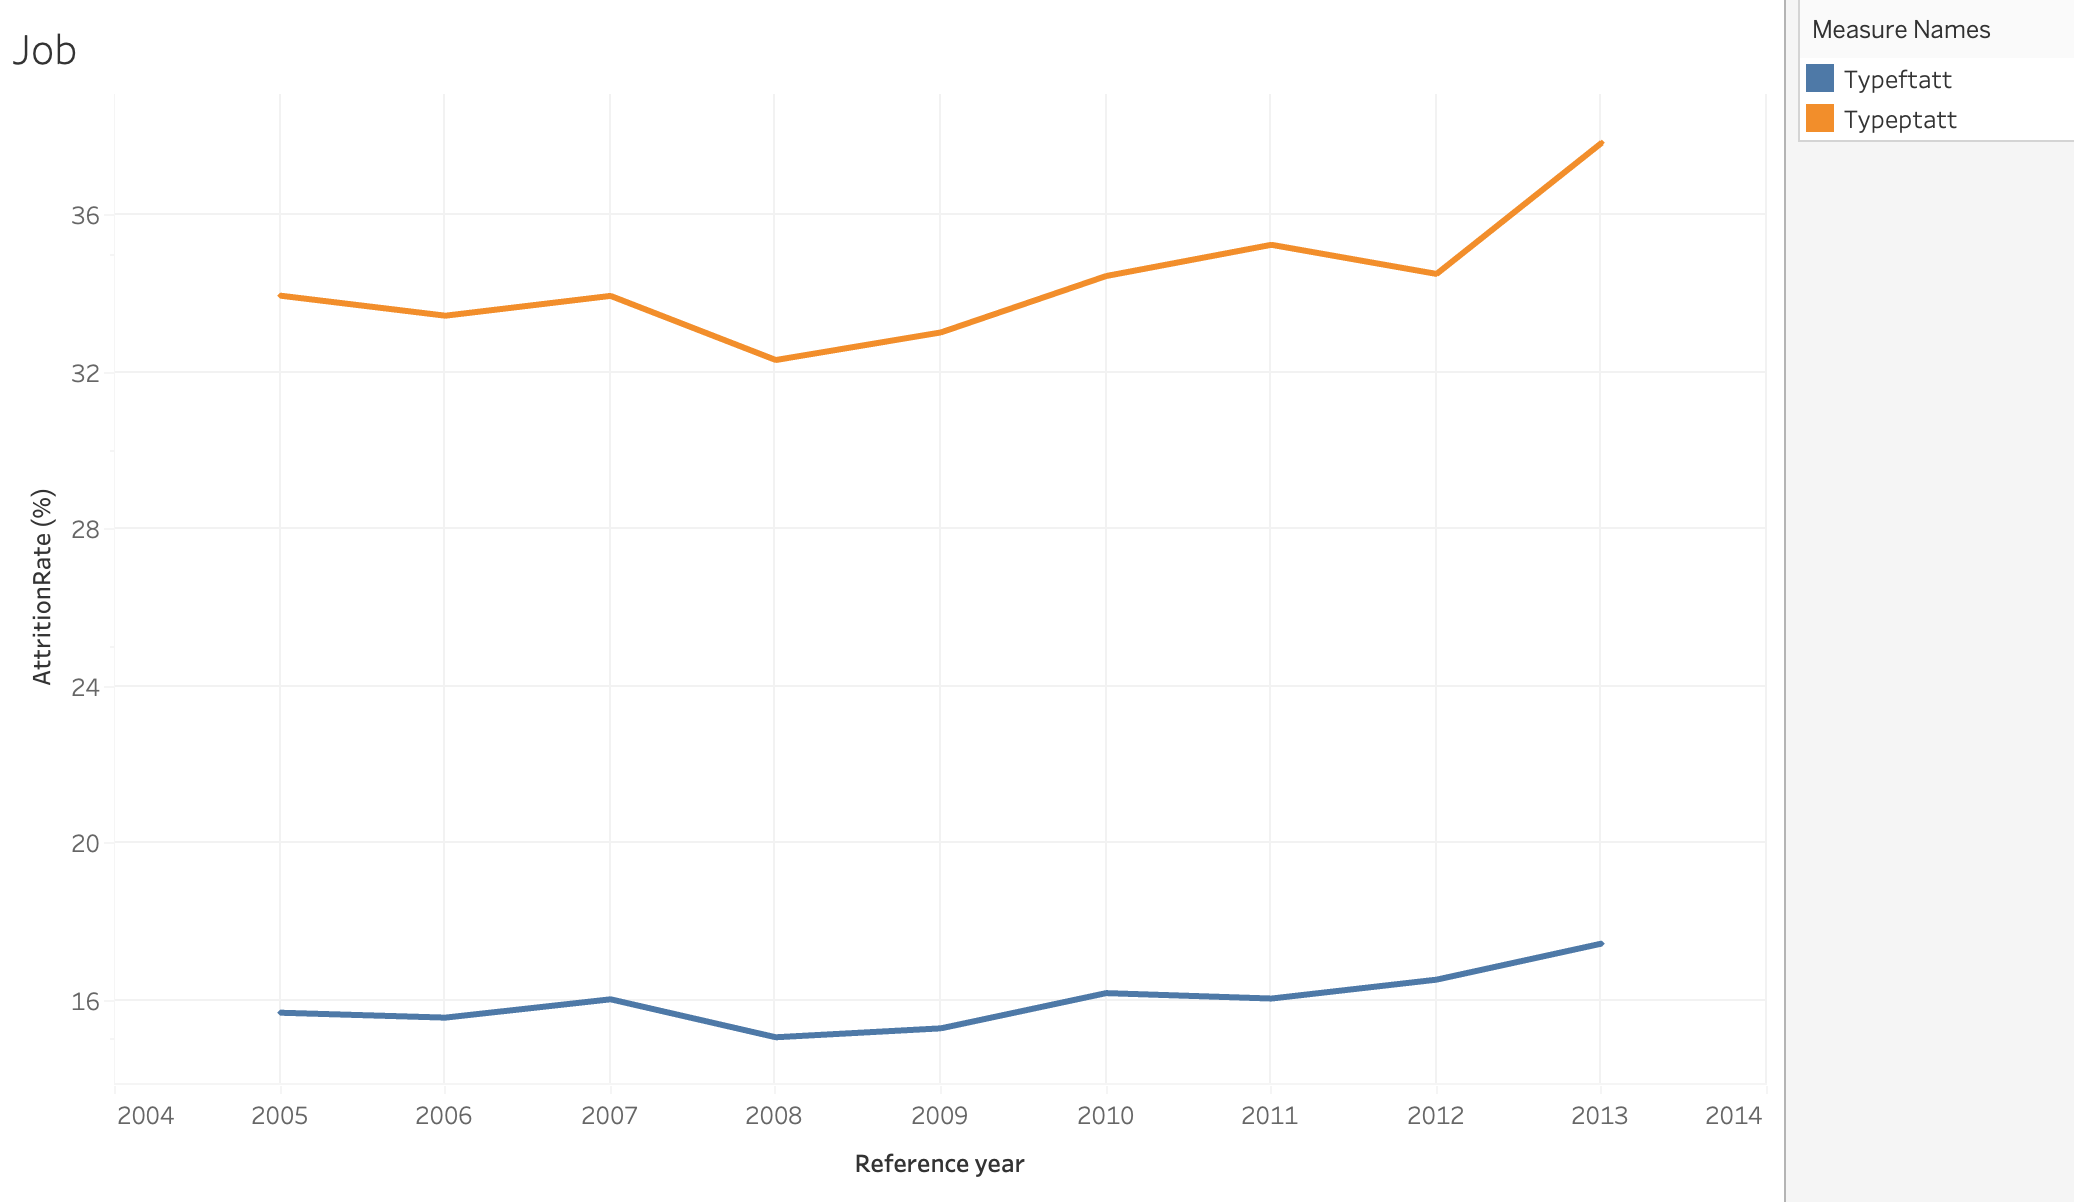 Job
Measure Names
Typeftatt
Typeptatt
AttritionRate (%)
36
32
28
24
20
16
2004 2005 2006 2007 2008 2009 2010 2011 2012 2013 2014
Reference year